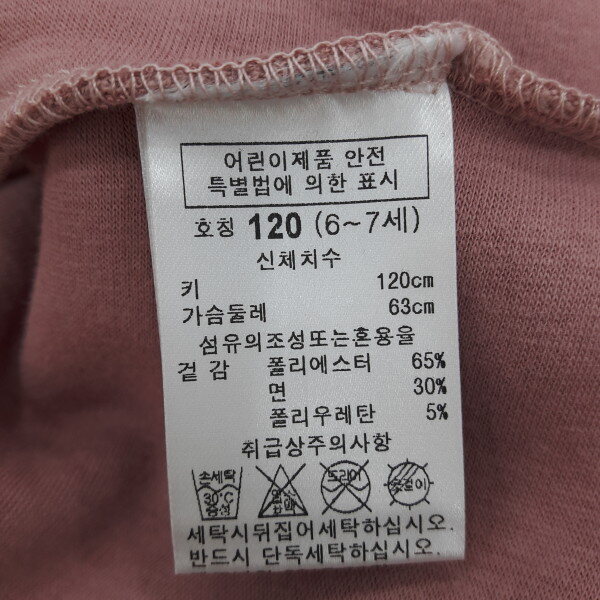 어린이제품 안전
특별법에 의한 표시
호칭 120 (6~7세)
신체치수
키 120cm
가슴둘레 63cm
섬유의조성또는혼용율
겉 감 폴리에스터 65%
면 30%
폴리우레탄 5%
취급상주의사항
손세탁 드라이
30℃
중성
세탁시뒤집어세탁하십시오.
반드시 단독세탁하십시오.